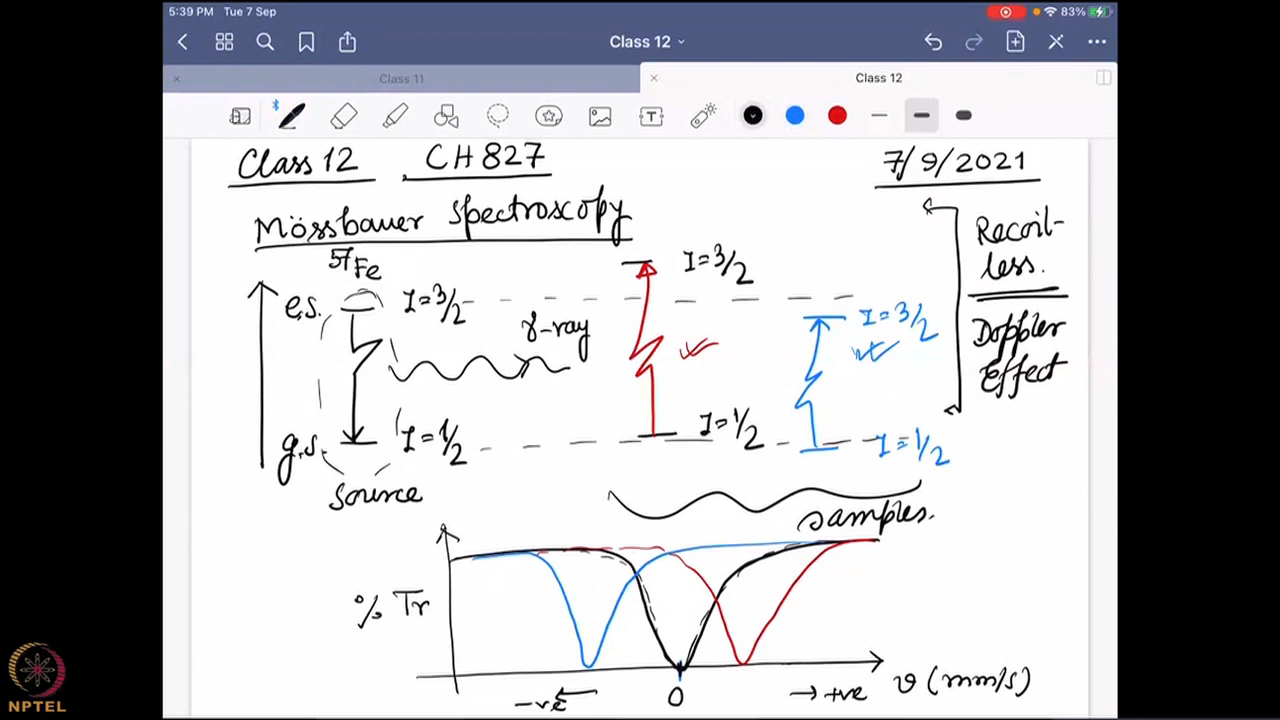 5:39 PM Tue 7 Sep
83%
Class 12
Class 11
Class 12
Class 12 CH 827
7/9/2021
Mössbauer Spectroscopy
57Fe
e.s. I = 3/2
γ-ray
g.s. I = 1/2
Source
I = 3/2
I = 1/2
I = 3/2
I = 1/2
samples.
Recoil-
less.
Doppler
Effect
% Tr
-ve
0
→ +ve
v (mm/s)
NPTEL